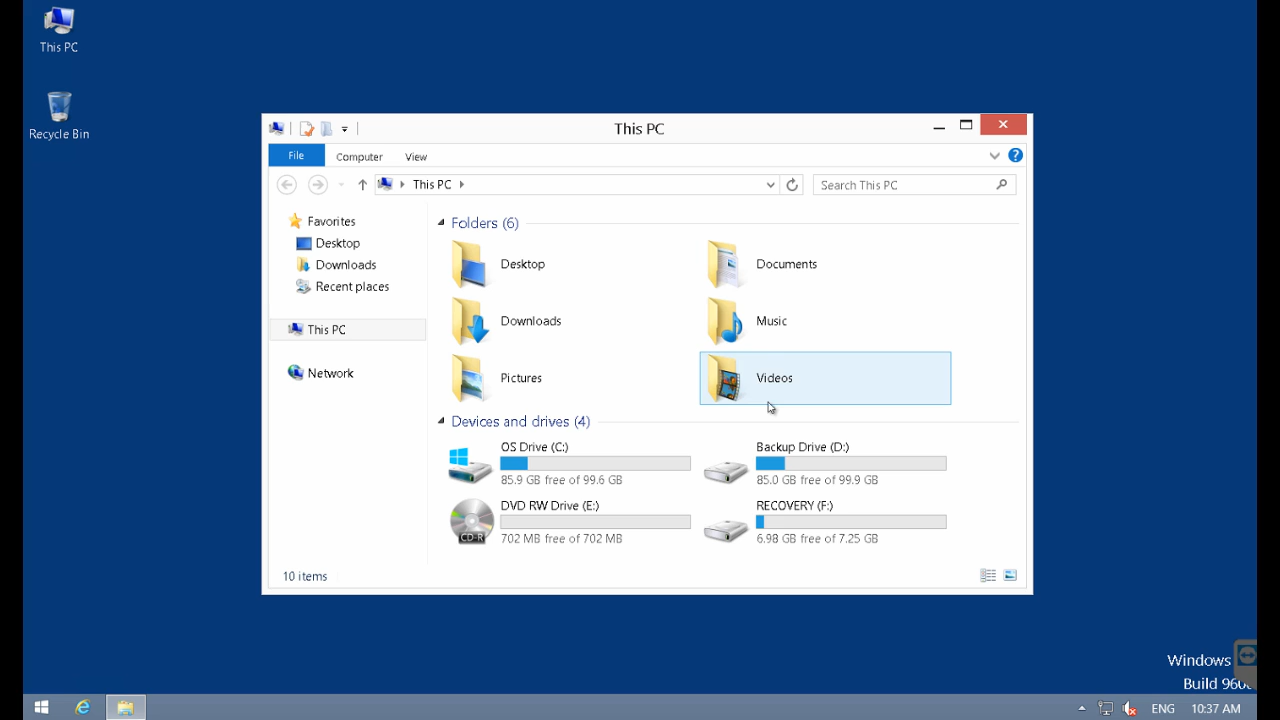 This PC
Recycle Bin
This PC
File
Computer
View
This PC
Search This PC
Favorites
Desktop
Downloads
Recent places
This PC
Network
Folders (6)
Desktop
Documents
Downloads
Music
Pictures
Videos
Devices and drives (4)
OS Drive (C:)
85.9 GB free of 99.6 GB
Backup Drive (D:)
85.0 GB free of 99.9 GB
DVD RW Drive (E:)
CD-R
702 MB free of 702 MB
RECOVERY (F:)
6.98 GB free of 7.25 GB
10 items
Windows
Build 960
ENG
10:37 AM